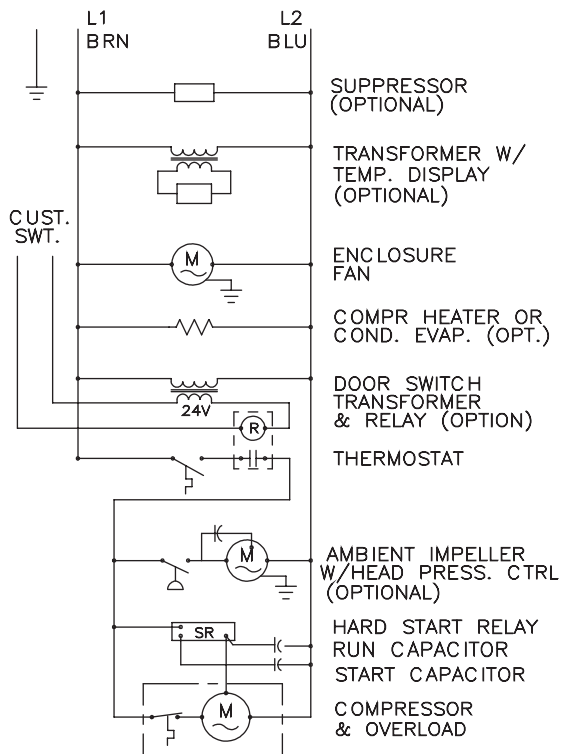 L1 L2
BRN BLU
SUPPRESSOR
(OPTIONAL)
TRANSFORMER W/
TEMP. DISPLAY
(OPTIONAL)
CUST.
SWT.
M
ENCLOSURE
FAN
COMPR HEATER OR
COND. EVAP. (OPT.)
DOOR SWITCH
TRANSFORMER
& RELAY (OPTION)
24V
R
THERMOSTAT
M
AMBIENT IMPELLER
W/HEAD PRESS. CTRL
(OPTIONAL)
HARD START RELAY
SR
RUN CAPACITOR
START CAPACITOR
M
COMPRESSOR
& OVERLOAD